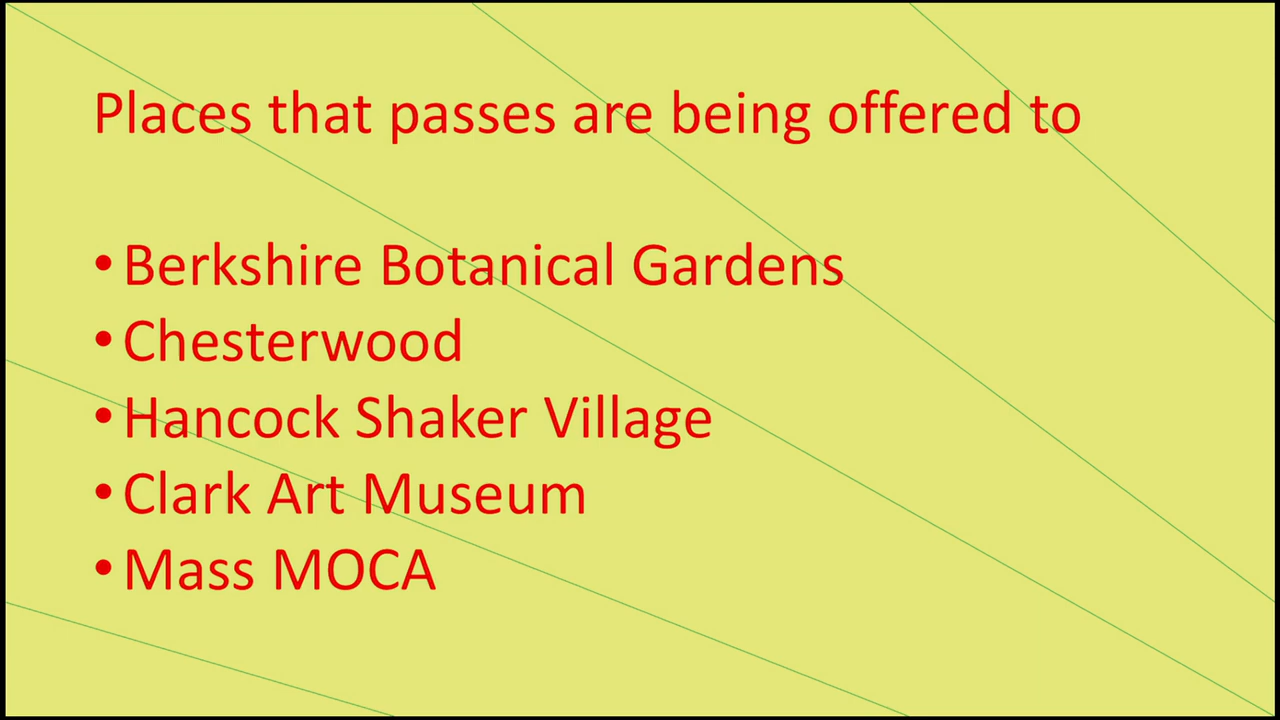 Places that passes are being offered to
• Berkshire Botanical Gardens
• Chesterwood
• Hancock Shaker Village
• Clark Art Museum
• Mass MOCA